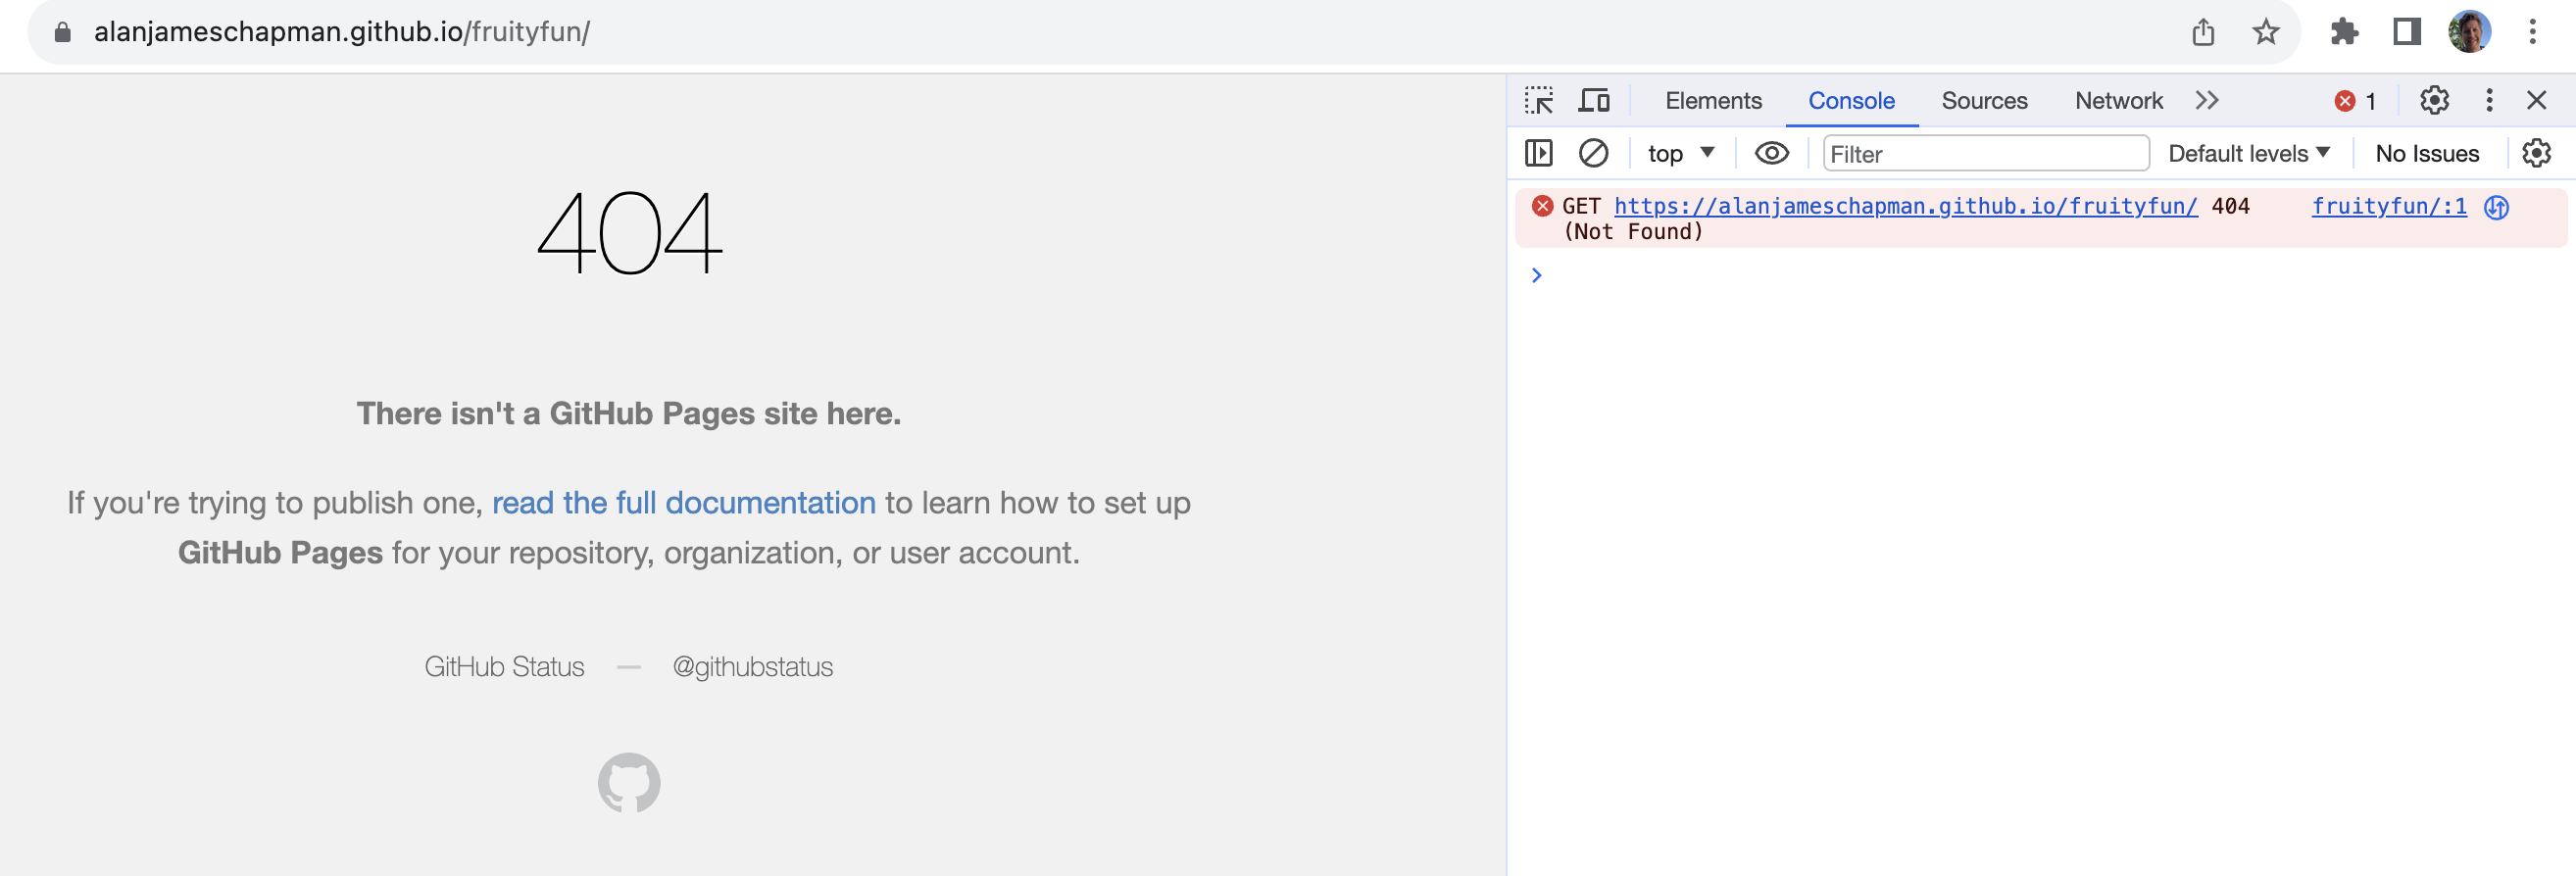 alanjameschapman.github.io/fruityfun/
Elements Console Sources Network 1
top Filter Default levels No Issues
GET https://alanjameschapman.github.io/fruityfun/ 404 fruityfun/:1
(Not Found)
404
There isn't a GitHub Pages site here.
If you're trying to publish one, read the full documentation to learn how to set up
GitHub Pages for your repository, organization, or user account.
GitHub Status — @githubstatus